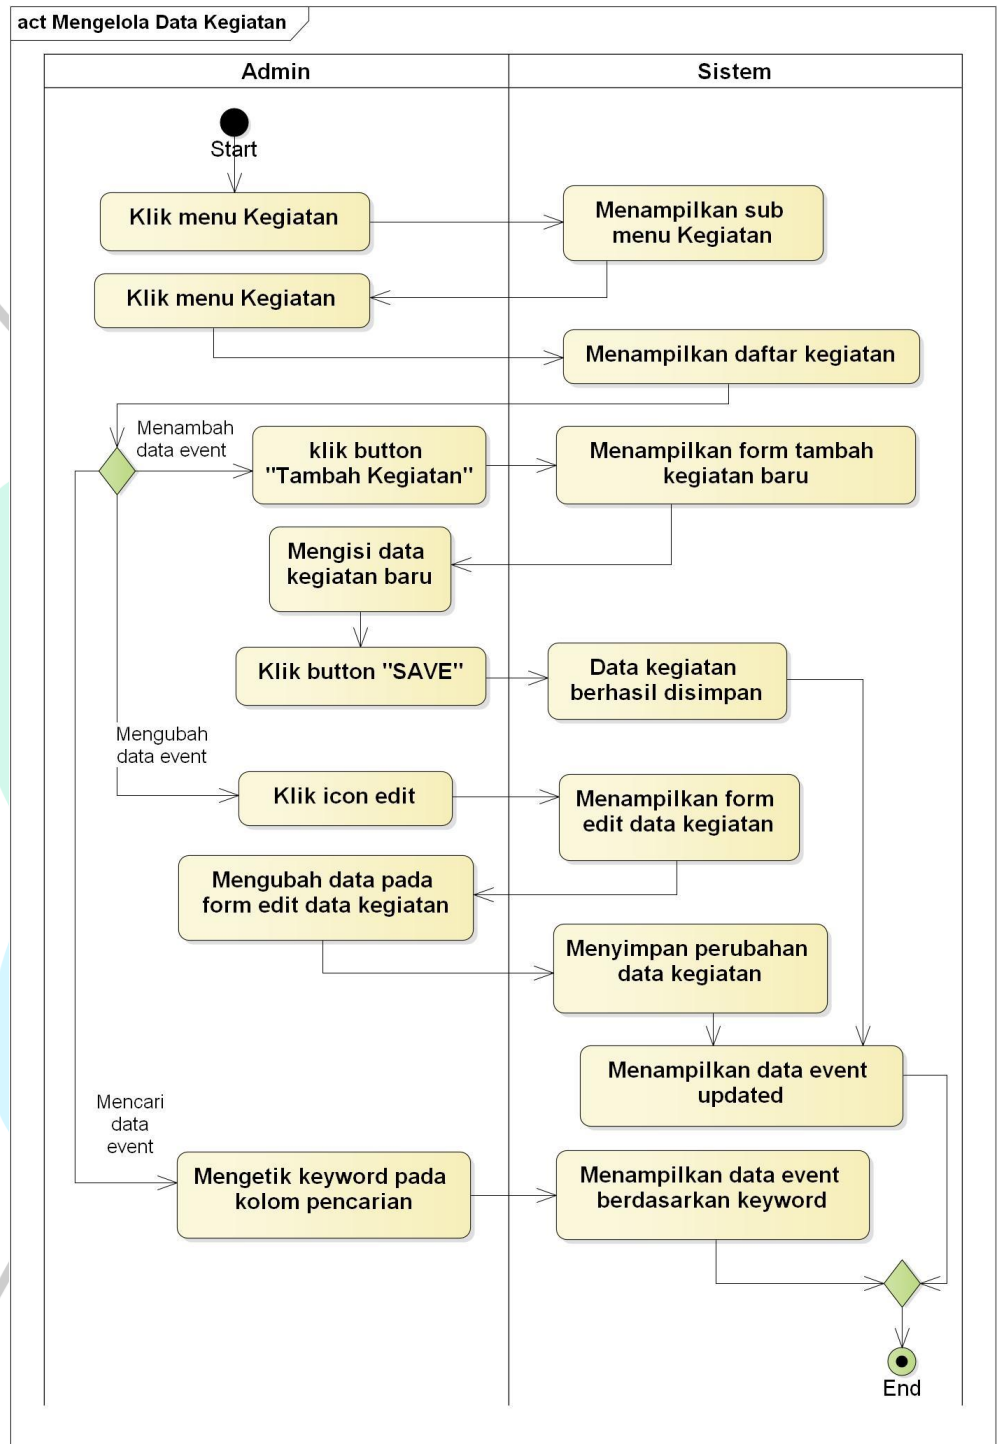 act Mengelola Data Kegiatan
Admin
Sistem
Start
Klik menu Kegiatan
Menampilkan sub
menu Kegiatan
Klik menu Kegiatan
Menampilkan daftar kegiatan
Menambah
data event
klik button
"Tambah Kegiatan"
Menampilkan form tambah
kegiatan baru
Mengisi data
kegiatan baru
Klik button "SAVE"
Data kegiatan
berhasil disimpan
Mengubah
data event
Klik icon edit
Menampilkan form
edit data kegiatan
Mengubah data pada
form edit data kegiatan
Menyimpan perubahan
data kegiatan
Menampilkan data event
updated
Mencari
data
event
Mengetik keyword pada
kolom pencarian
Menampilkan data event
berdasarkan keyword
End